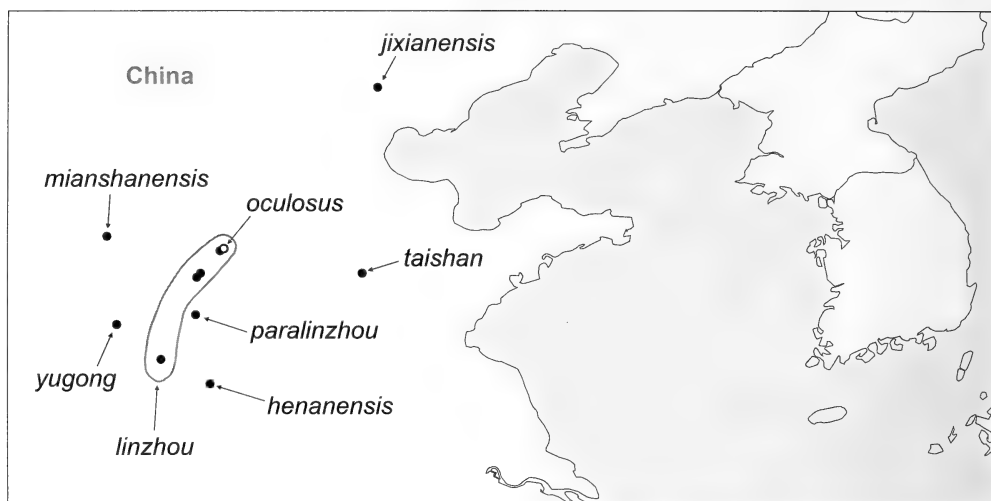 jixianensis
China
mianshanensis
oculosus
taishan
paralinzhou
yugong
henanensis
linzhou